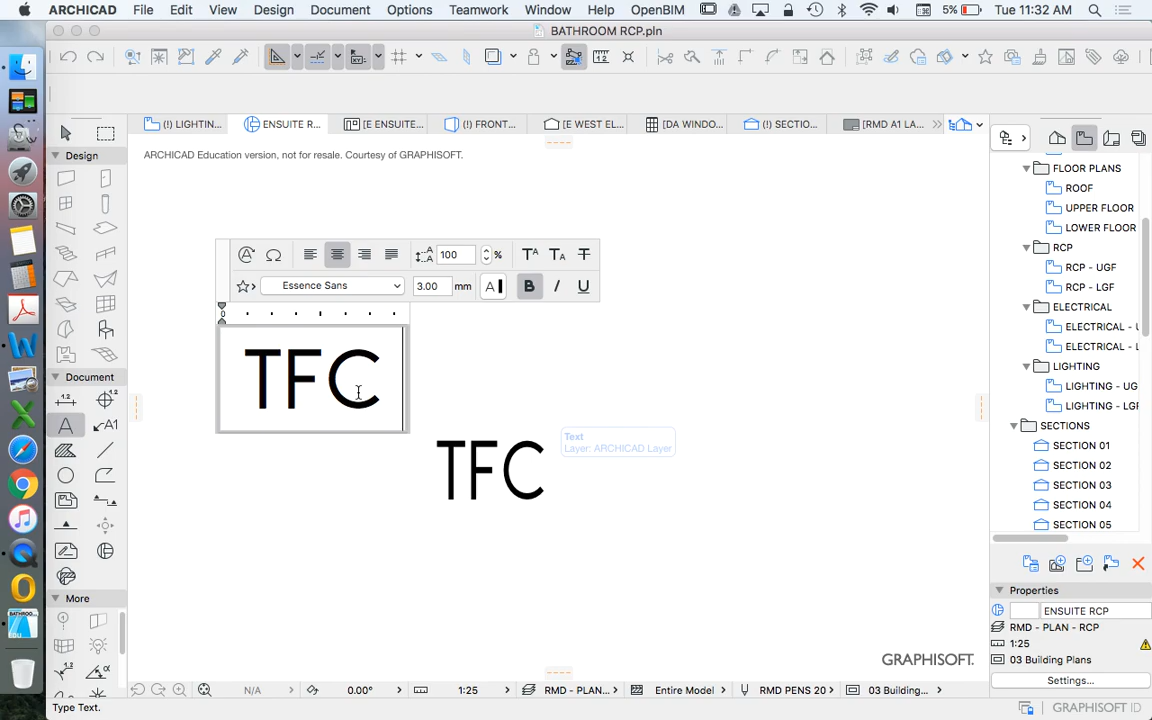 ARCHICAD File Edit View Design Document Options Teamwork Window Help OpenBIM 5% Tue 11:32 AM
BATHROOM RCP.pln
(!) LIGHTIN... ENSUITE R... [E ENSUITE... (!) FRONT... [E WEST EL... [DA WINDO... (!) SECTIO... [RMD A1 LA...
ARCHICAD Education version, not for resale. Courtesy of GRAPHISOFT.
Design
Document
More
100 %
Essence Sans 3.00 mm B I U
TFC
TFC
Text
Layer: ARCHICAD Layer
FLOOR PLANS
ROOF
UPPER FLOOR
LOWER FLOOR
RCP
RCP - UGF
RCP - LGF
ELECTRICAL
ELECTRICAL - U
ELECTRICAL - L
LIGHTING
LIGHTING - UG
LIGHTING - LGF
SECTIONS
SECTION 01
SECTION 02
SECTION 03
SECTION 04
SECTION 05
Properties
ENSUITE RCP
RMD - PLAN - RCP
1:25
03 Building Plans
Settings...
GRAPHISOFT.
N/A 0.00° 1:25 RMD - PLAN... Entire Model RMD PENS 20 03 Building...
Type Text.
GRAPHISOFT ID